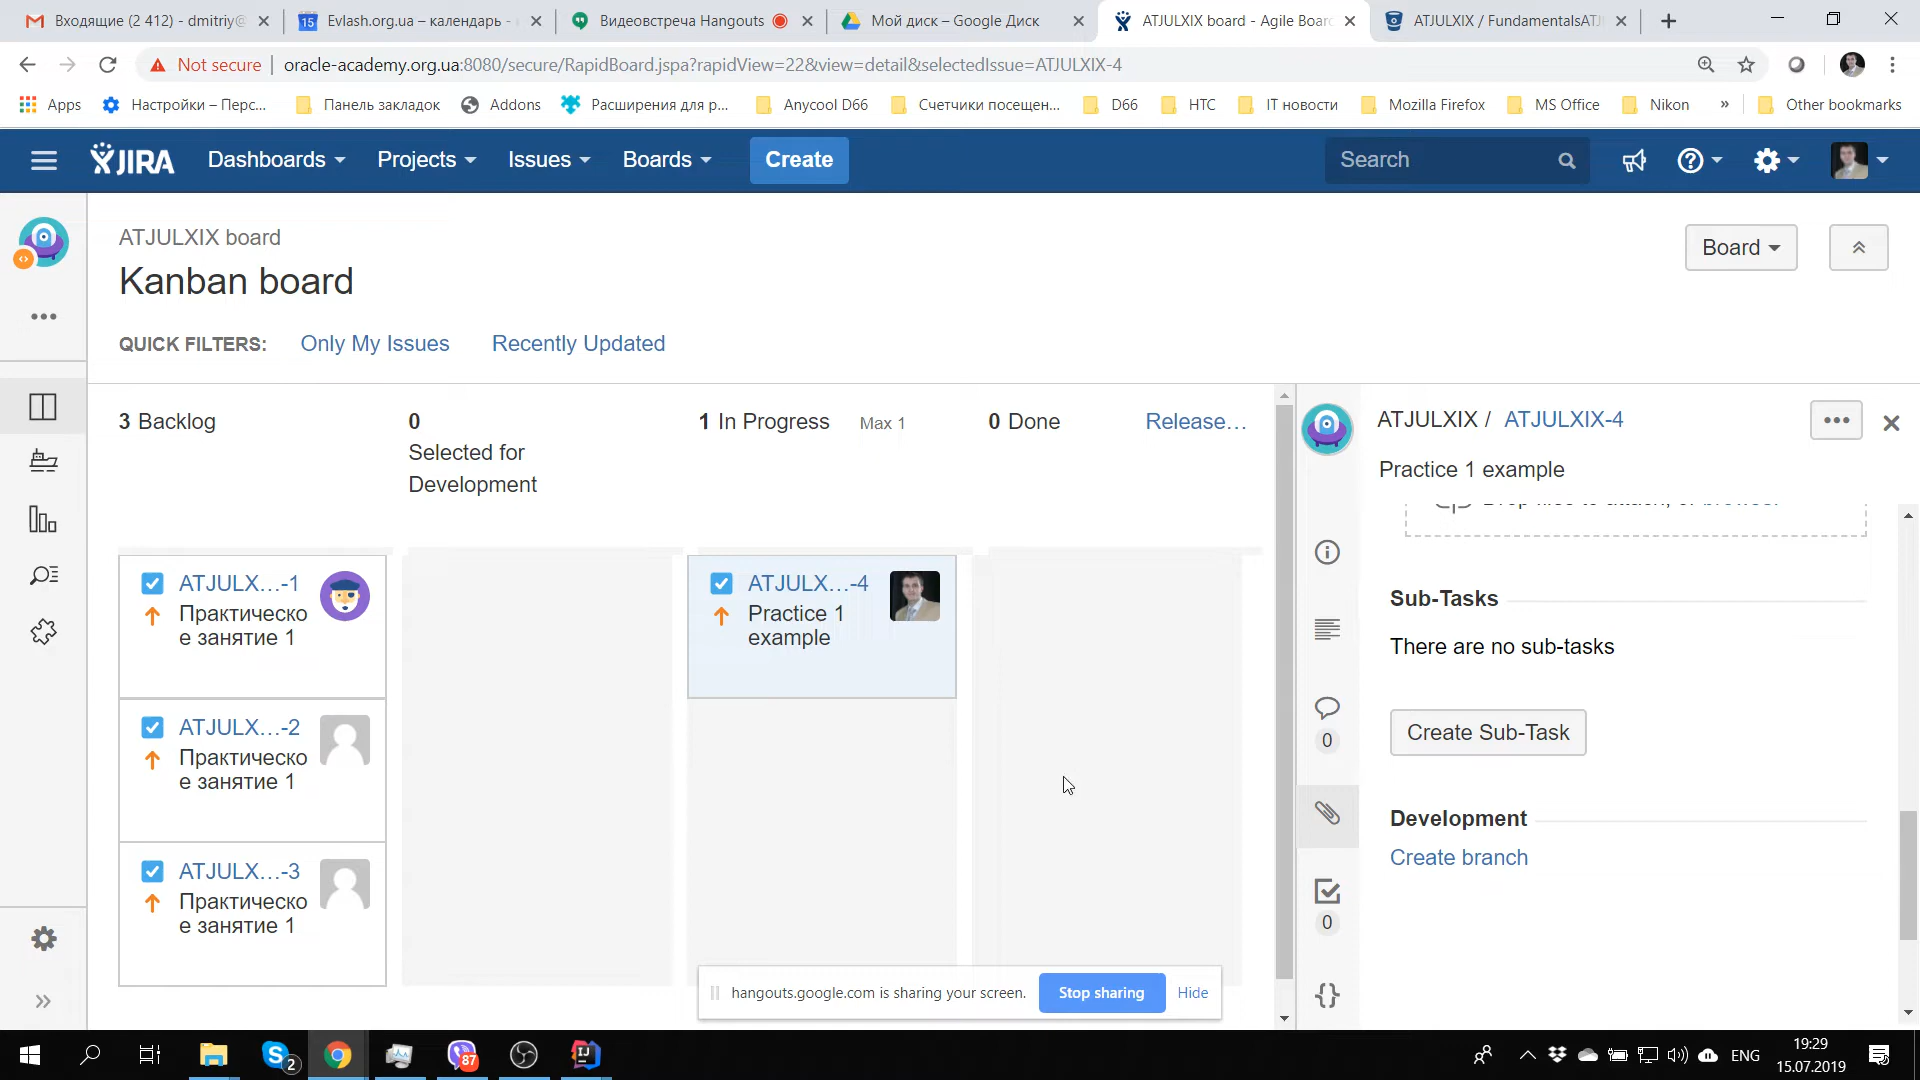 Входящие (2 412) - dmitriy@
Evlash.org.ua – календарь -
Видеовстреча Hangouts
Мой диск – Google Диск
ATJULXIX board - Agile Board
ATJULXIX / FundamentalsATJ
Not secure
oracle-academy.org.ua:8080/secure/RapidBoard.jspa?rapidView=22&view=detail&selectedIssue=ATJULXIX-4
Apps
Настройки – Перс...
Панель закладок
Addons
Расширения для р...
Anycool D66
Счетчики посещен...
D66
HTC
IT новости
Mozilla Firefox
MS Office
Nikon
»
Other bookmarks
JIRA
Dashboards
Projects
Issues
Boards
Create
Search
ATJULXIX board
Kanban board
Board
QUICK FILTERS:
Only My Issues
Recently Updated
3 Backlog
0
Selected for
Development
1 In Progress
Max 1
0 Done
Release...
ATJULX...-1
Практическо
е занятие 1
ATJULX...-2
Практическо
е занятие 1
ATJULX...-3
Практическо
е занятие 1
ATJULX...-4
Practice 1
example
ATJULXIX / ATJULXIX-4
Practice 1 example
Sub-Tasks
There are no sub-tasks
Create Sub-Task
Development
Create branch
0
0
hangouts.google.com is sharing your screen.
Stop sharing
Hide
2
87
ENG
19:29
15.07.2019